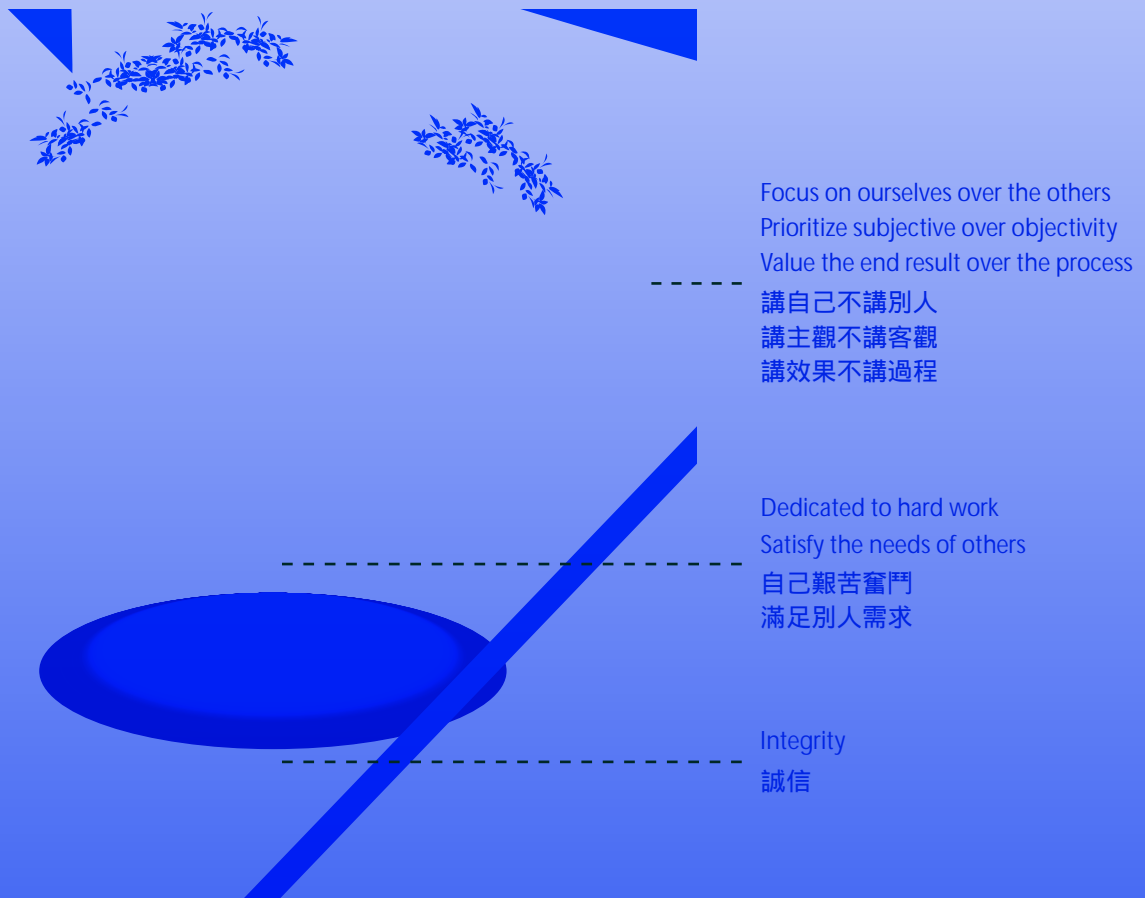 Focus on ourselves over the others
Prioritize subjective over objectivity
Value the end result over the process
講自己不講別人
講主觀不講客觀
講效果不講過程
Dedicated to hard work
Satisfy the needs of others
自己艱苦奮鬥
滿足別人需求
Integrity
誠信